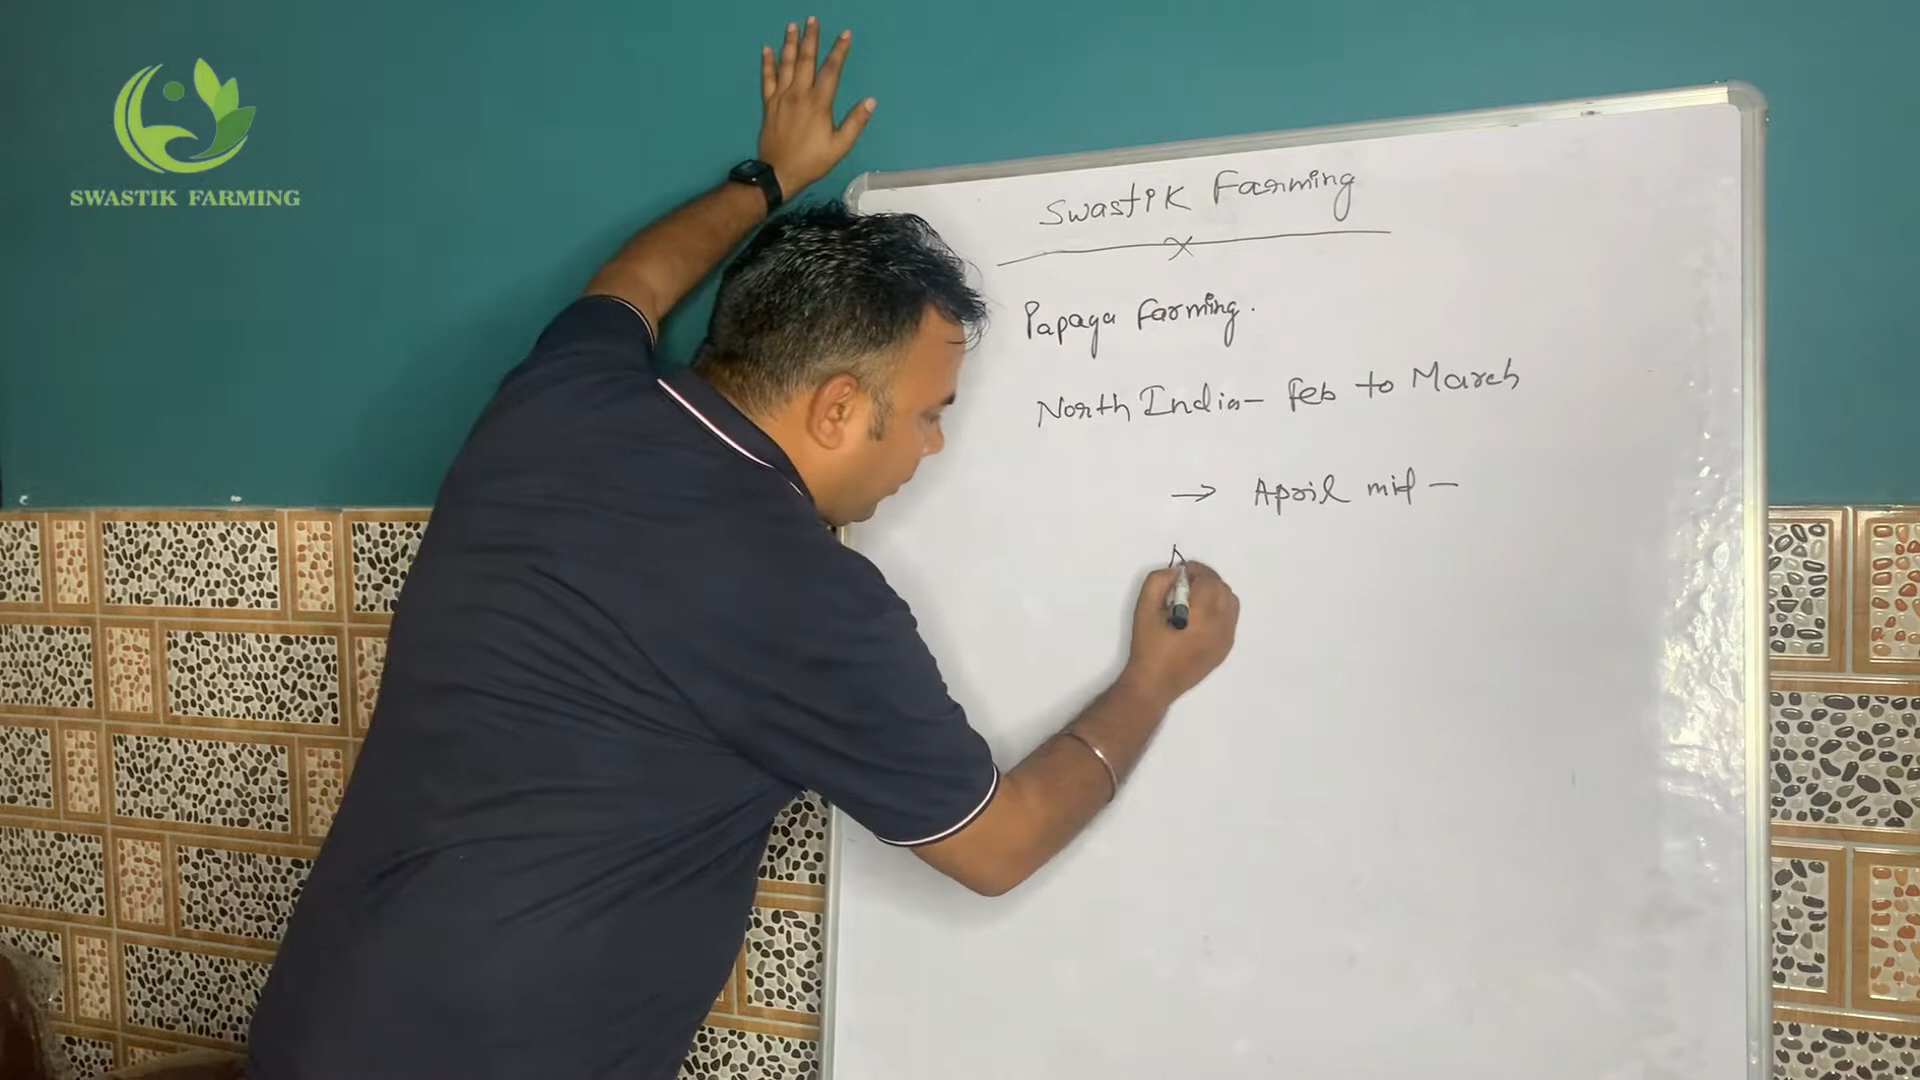 SWASTIK FARMING
Swastik Farming
Papaya Farming.
North India- Feb to March
→ April mid -